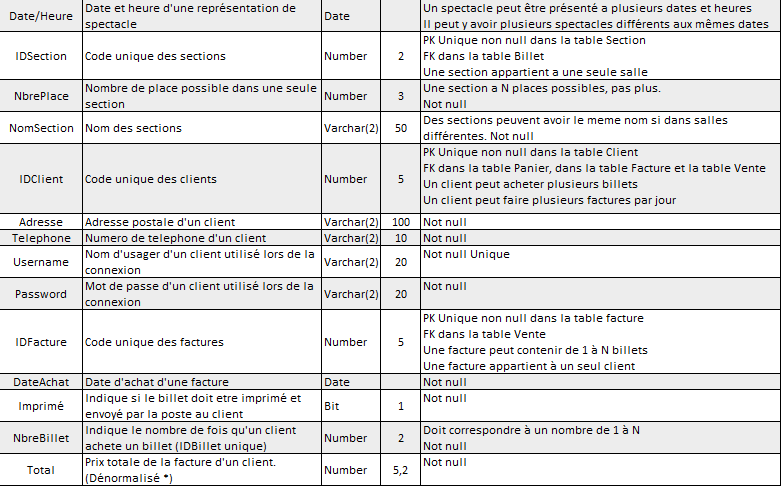 Date/Heure
Date et heure d'une représentation de
spectacle
Date
Un spectacle peut être présenté a plusieurs dates et heures
Il peut y avoir plusieurs spectacles différents aux mêmes dates
IDSection
Code unique des sections
Number
2
PK Unique non null dans la table Section
FK dans la table Billet
Une section appartient a une seule salle
NbrePlace
Nombre de place possible dans une seule
section
Number
3
Une section a N places possibles, pas plus.
Not null
NomSection
Nom des sections
Varchar(2)
50
Des sections peuvent avoir le meme nom si dans salles
différentes. Not null
IDClient
Code unique des clients
Number
5
PK Unique non null dans la table Client
FK dans la table Panier, dans la table Facture et la table Vente
Un client peut acheter plusieurs billets
Un client peut faire plusieurs factures par jour
Adresse
Adresse postale d'un client
Varchar(2)
100
Not null
Telephone
Numero de telephone d'un client
Varchar(2)
10
Not null
Username
Nom d'usager d'un client utilisé lors de la
connexion
Varchar(2)
20
Not null Unique
Password
Mot de passe d'un client utilisé lors de la
connexion
Varchar(2)
20
Not null
IDFacture
Code unique des factures
Number
5
PK Unique non null dans la table facture
FK dans la table Vente
Une facture peut contenir de 1 à N billets
Une facture appartient à un seul client
DateAchat
Date d'achat d'une facture
Date
Not null
Imprimé
Indique si le billet doit etre imprimé et
envoyé par la poste au client
Bit
1
Not null
NbreBillet
Indique le nombre de fois qu'un client
achete un billet (IDBillet unique)
Number
2
Doit correspondre à un nombre de 1 à N
Not null
Total
Prix totale de la facture d'un client.
(Dénormalisé *)
Number
5,2
Not null